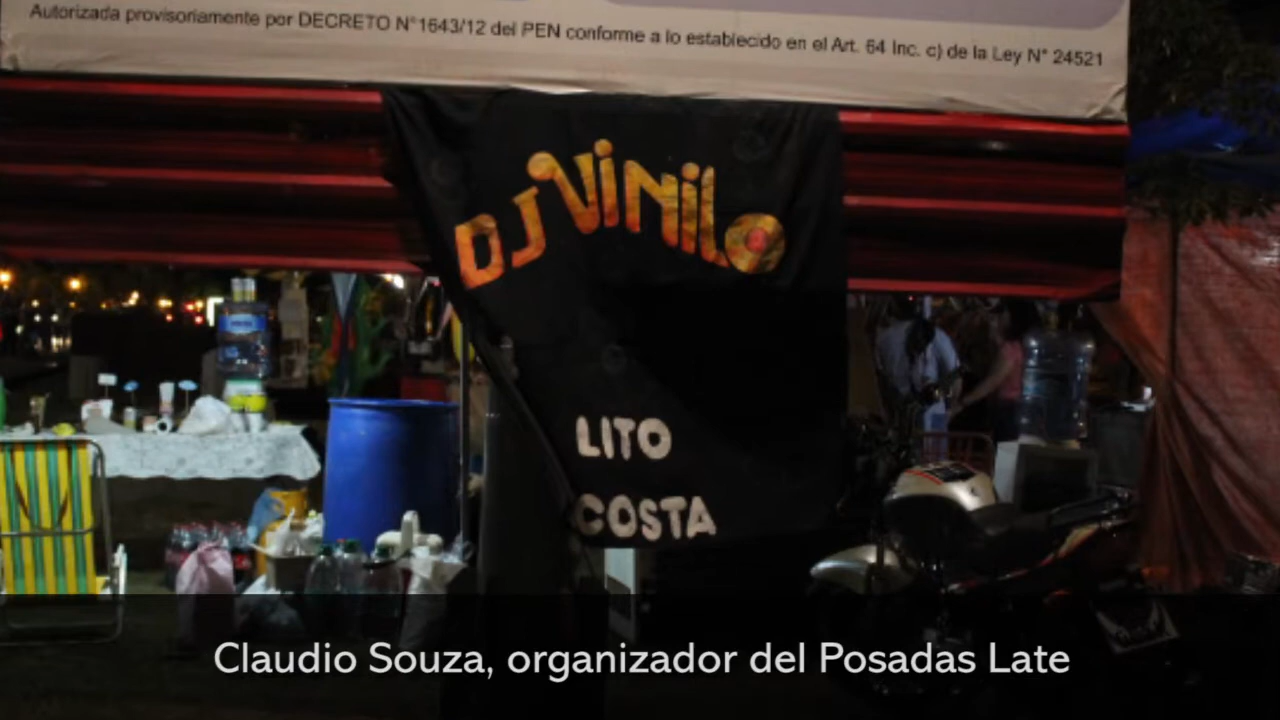 Autorizada provisoriamente por DECRETO N°1643/12 del PEN conforme a lo establecido en el Art. 64 Inc. c) de la Ley N° 24521
DJ ViNilo
LITO
COSTA
Claudio Souza, organizador del Posadas Late